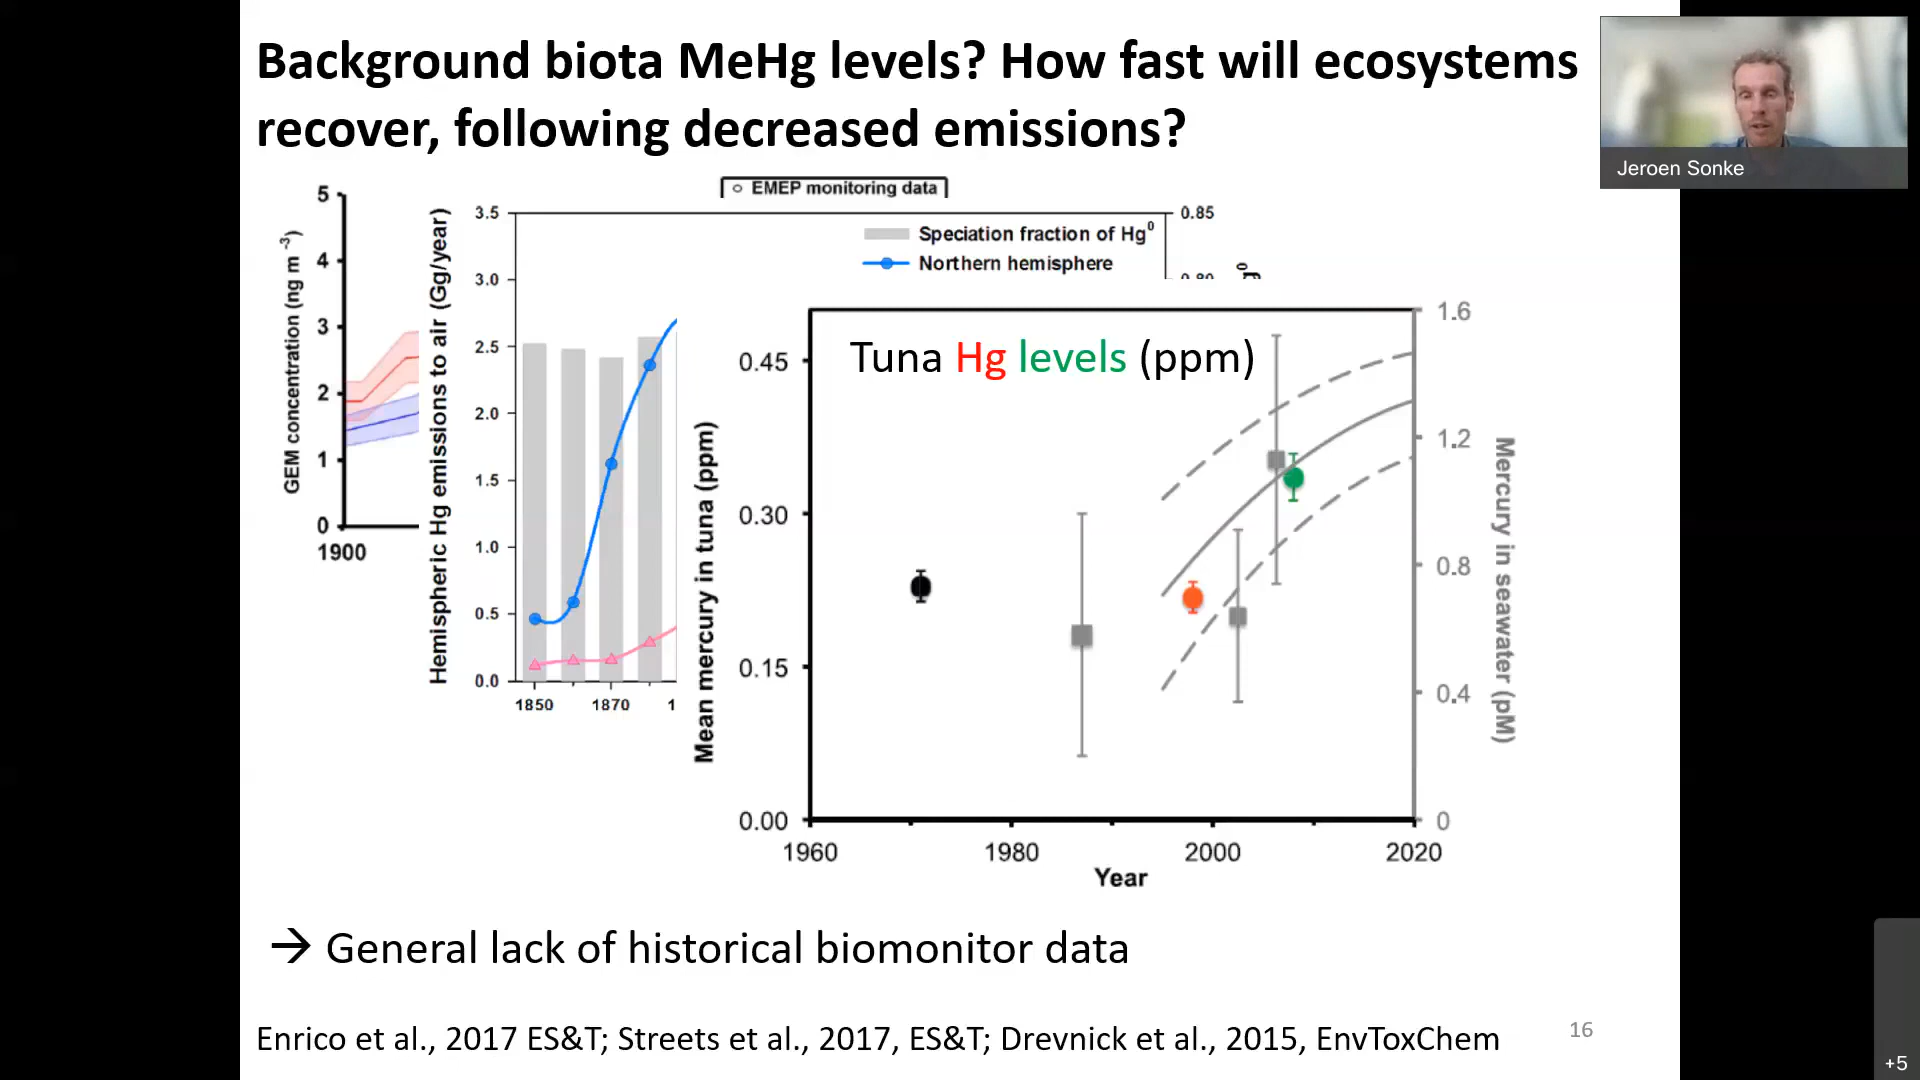 Background biota MeHg levels? How fast will ecosystems
recover, following decreased emissions?
Jeroen Sonke
EMEP monitoring data
GEM concentration (ng m⁻³)
5
4
3
2
1
0
1900
Hemispheric Hg emissions to air (Gg/year)
3.5
3.0
2.5
2.0
1.5
1.0
0.5
0.0
1850
1870
1
Speciation fraction of Hg⁰
Northern hemisphere
0.85
0.80
Mean mercury in tuna (ppm)
Tuna Hg levels (ppm)
0.45
0.30
0.15
0.00
1960
1980
2000
2020
Year
1.6
1.2
0.8
0.4
0
Mercury in seawater (pM)
→ General lack of historical biomonitor data
Enrico et al., 2017 ES&T; Streets et al., 2017, ES&T; Drevnick et al., 2015, EnvToxChem
16
+5